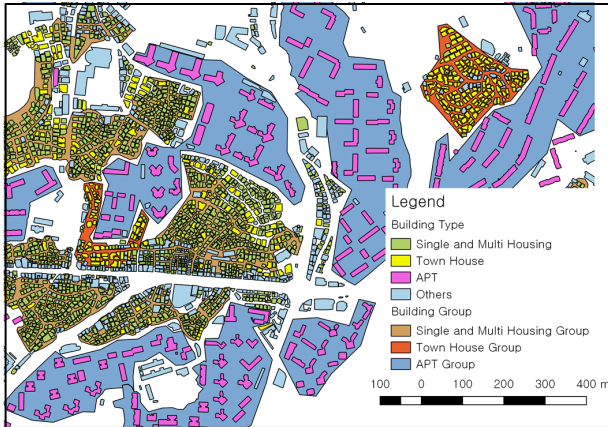 Legend
Building Type
Single and Multi Housing
Town House
APT
Others
Building Group
Single and Multi Housing Group
Town House Group
APT Group
100 0 100 200 300 400 m